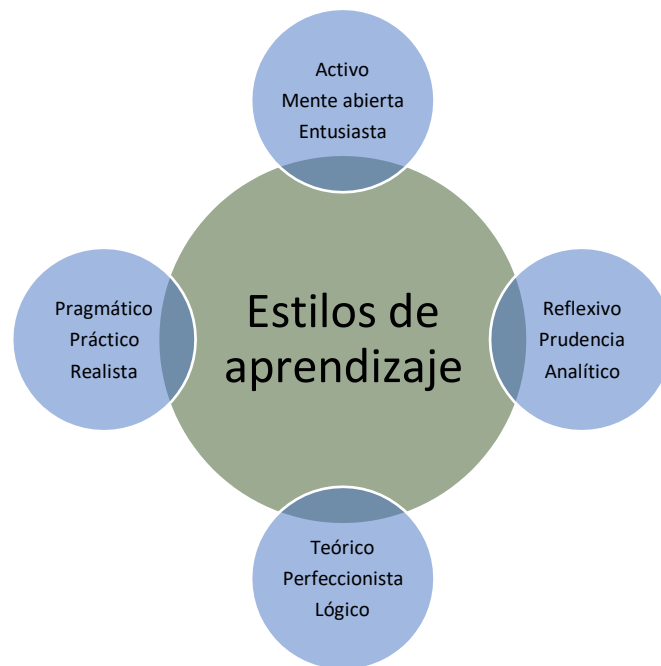 Activo
Mente abierta
Entusiasta
Pragmático
Práctico
Realista
Estilos de
aprendizaje
Reflexivo
Prudencia
Analítico
Teórico
Perfeccionista
Lógico